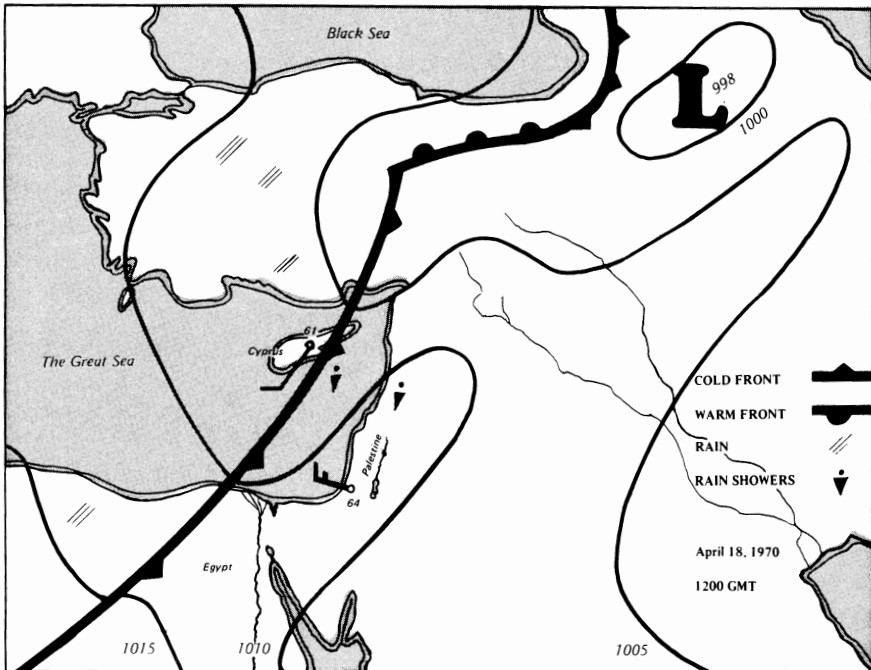 Black Sea
L
998
1000
61
Cyprus
The Great Sea
COLD FRONT
WARM FRONT
RAIN
RAIN SHOWERS
Palestine
64
Egypt
April 18, 1970
1200 GMT
1015
1010
1005